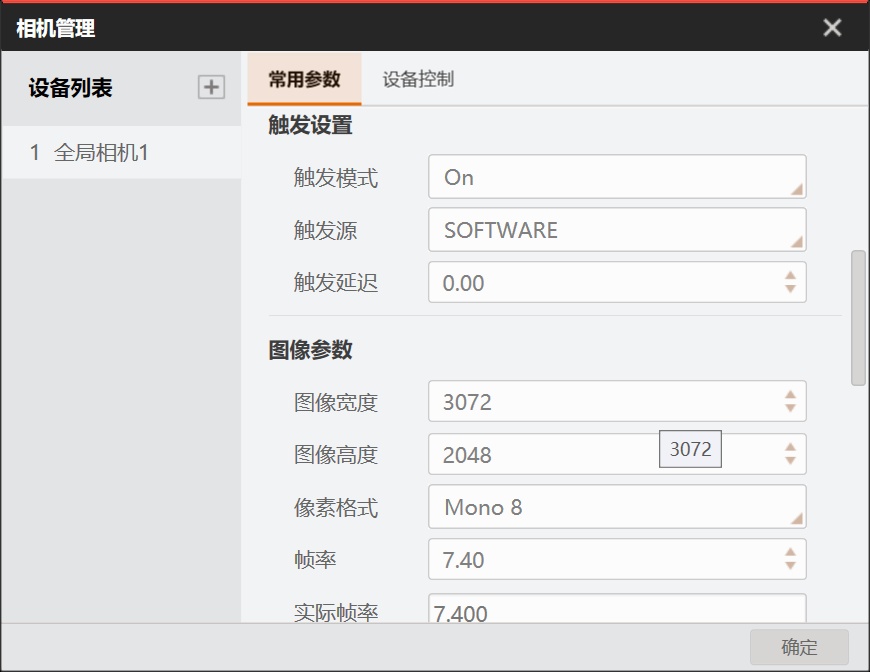 相机管理
设备列表
1 全局相机1
常用参数 设备控制
触发设置
触发模式 On
触发源 SOFTWARE
触发延迟 0.00
图像参数
图像宽度 3072
图像高度 2048
3072
像素格式 Mono 8
帧率 7.40
实际帧率 7.400
确定